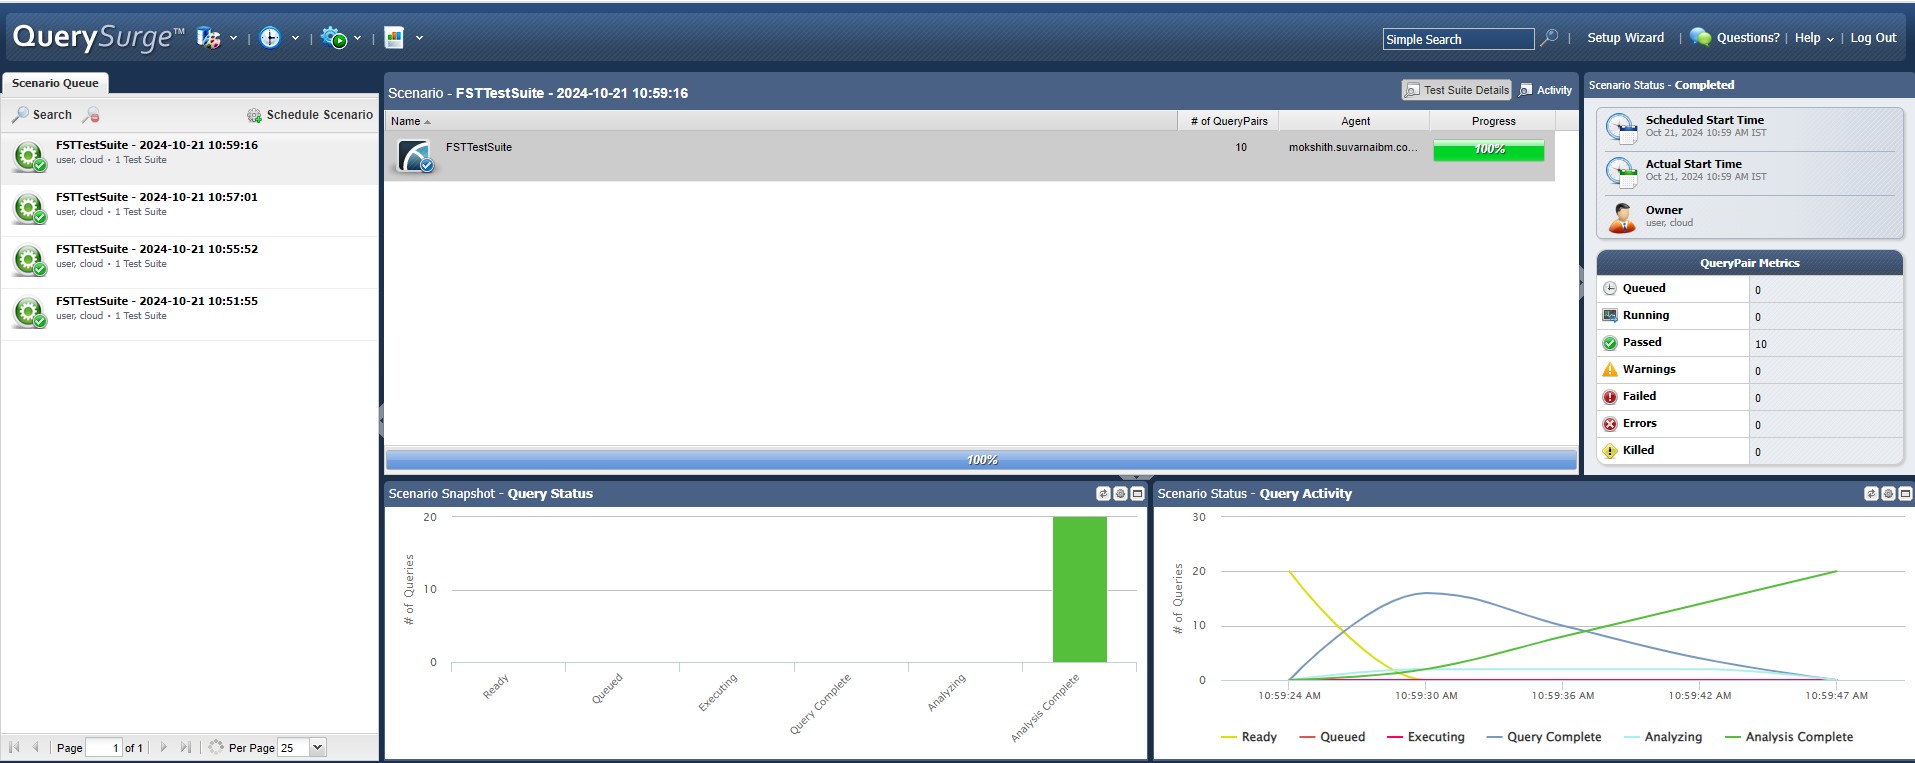 QuerySurge™
Simple Search
Setup Wizard
Questions?
Help
Log Out
Scenario Queue
Search
Schedule Scenario
FSTTestSuite - 2024-10-21 10:59:16
user, cloud • 1 Test Suite
FSTTestSuite - 2024-10-21 10:57:01
user, cloud • 1 Test Suite
FSTTestSuite - 2024-10-21 10:55:52
user, cloud • 1 Test Suite
FSTTestSuite - 2024-10-21 10:51:55
user, cloud • 1 Test Suite
Page 1 of 1
Per Page 25
Scenario - FSTTestSuite - 2024-10-21 10:59:16
Test Suite Details
Activity
Name # of QueryPairs Agent Progress
FSTTestSuite 10 mokshith.suvarnaibm.co... 100%
100%
Scenario Status - Completed
Scheduled Start Time
Oct 21, 2024 10:59 AM IST
Actual Start Time
Oct 21, 2024 10:59 AM IST
Owner
user, cloud
QueryPair Metrics
Queued 0
Running 0
Passed 10
Warnings 0
Failed 0
Errors 0
Killed 0
Scenario Snapshot - Query Status
# of Queries
20
10
0
Ready
Queued
Executing
Query Complete
Analyzing
Analysis Complete
Scenario Status - Query Activity
# of Queries
30
20
10
0
10:59:24 AM 10:59:30 AM 10:59:36 AM 10:59:42 AM 10:59:47 AM
Ready Queued Executing Query Complete Analyzing Analysis Complete